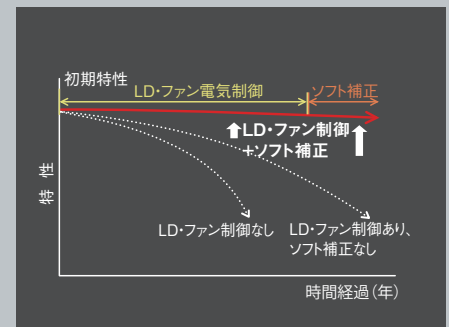 初期特性
LD・ファン電気制御
ソフト補正
LD・ファン制御
+ソフト補正
特 性
LD・ファン制御なし
LD・ファン制御あり、
ソフト補正なし
時間経過(年)